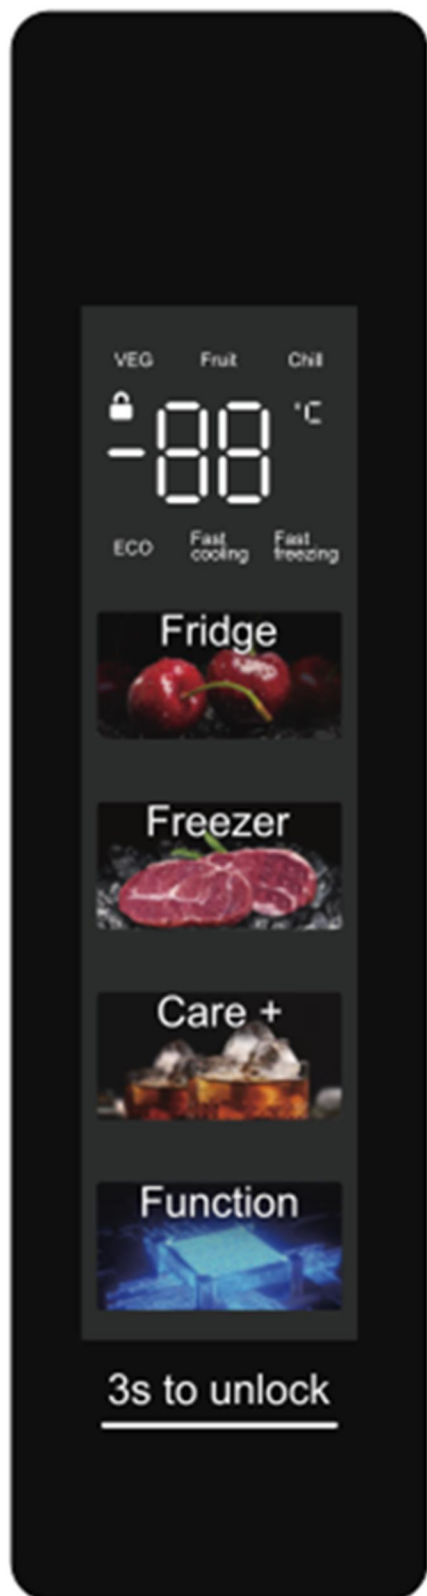 VEG Fruit Chill
-88 °C
ECO Fast cooling Fast freezing
Fridge
Freezer
Care +
Function
3s to unlock